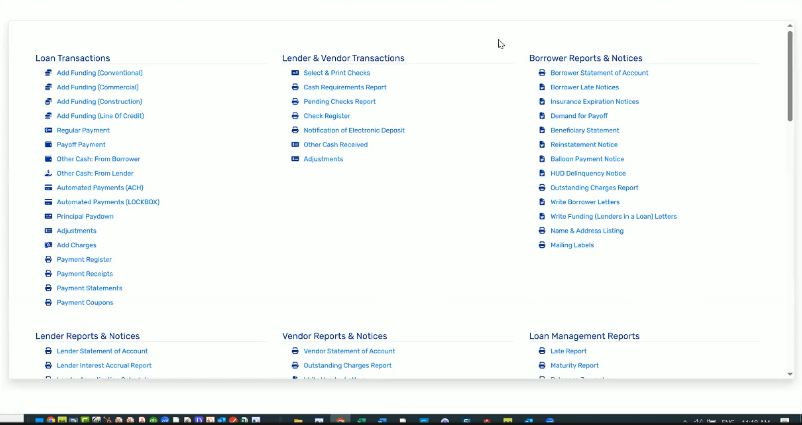 Loan Transactions
Add Funding (Conventional)
Add Funding (Commercial)
Add Funding (Construction)
Add Funding (Line Of Credit)
Regular Payment
Payoff Payment
Other Cash: From Borrower
Other Cash: From Lender
Automated Payments (ACH)
Automated Payments (LOCKBOX)
Principal Paydown
Adjustments
Add Charges
Payment Register
Payment Receipts
Payment Statements
Payment Coupons
Lender & Vendor Transactions
Select & Print Checks
Cash Requirements Report
Pending Checks Report
Check Register
Notification of Electronic Deposit
Other Cash Received
Adjustments
Borrower Reports & Notices
Borrower Statement of Account
Borrower Late Notices
Insurance Expiration Notices
Demand for Payoff
Beneficiary Statement
Reinstatement Notice
Balloon Payment Notice
HUD Delinquency Notice
Outstanding Charges Report
Write Borrower Letters
Write Funding (Lenders in a Loan) Letters
Name & Address Listing
Mailing Labels
Lender Reports & Notices
Lender Statement of Account
Lender Interest Accrual Report
Vendor Reports & Notices
Vendor Statement of Account
Outstanding Charges Report
Loan Management Reports
Late Report
Maturity Report